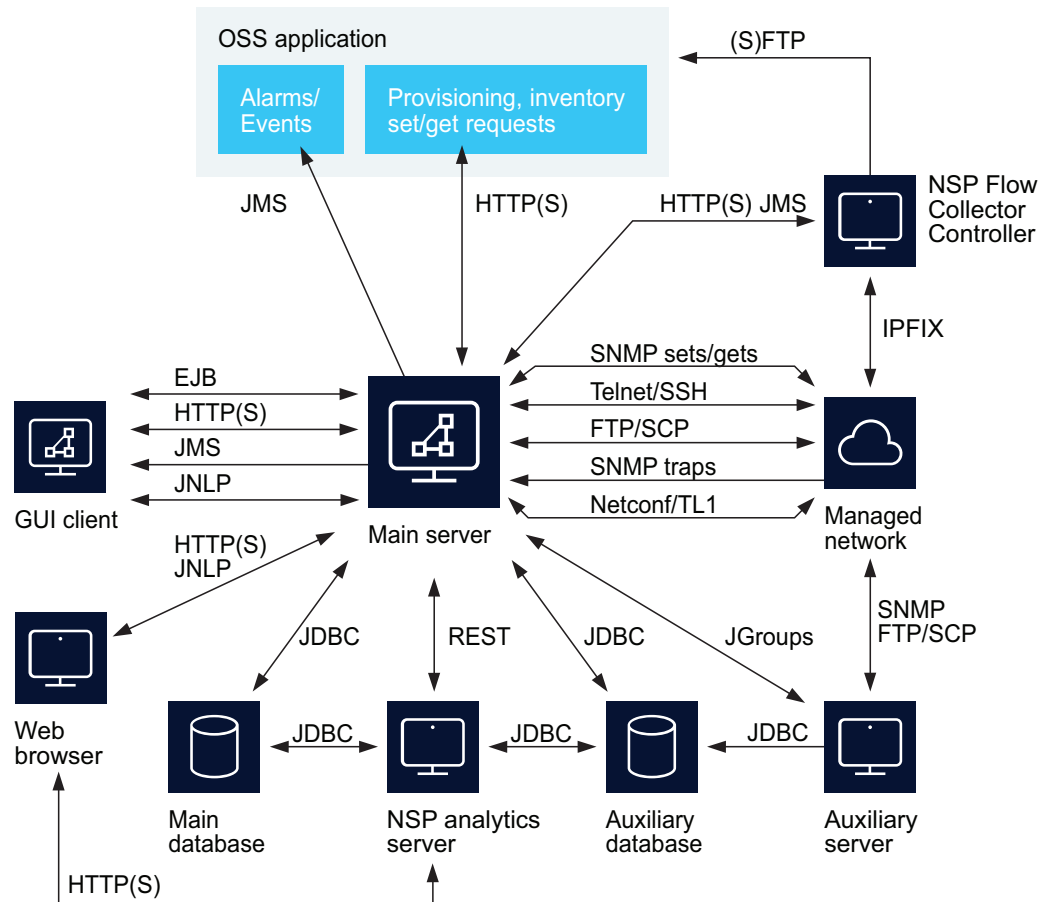 OSS application
(S)FTP
Alarms/
Events
Provisioning, inventory
set/get requests
JMS
HTTP(S)
HTTP(S) JMS
NSP Flow
Collector
Controller
IPFIX
EJB
HTTP(S)
JMS
JNLP
GUI client
Main server
SNMP sets/gets
Telnet/SSH
FTP/SCP
SNMP traps
Netconf/TL1
Managed
network
HTTP(S)
JNLP
JDBC
REST
JDBC
JGroups
SNMP
FTP/SCP
Web
browser
JDBC
JDBC
JDBC
Main
database
NSP analytics
server
Auxiliary
database
Auxiliary
server
HTTP(S)